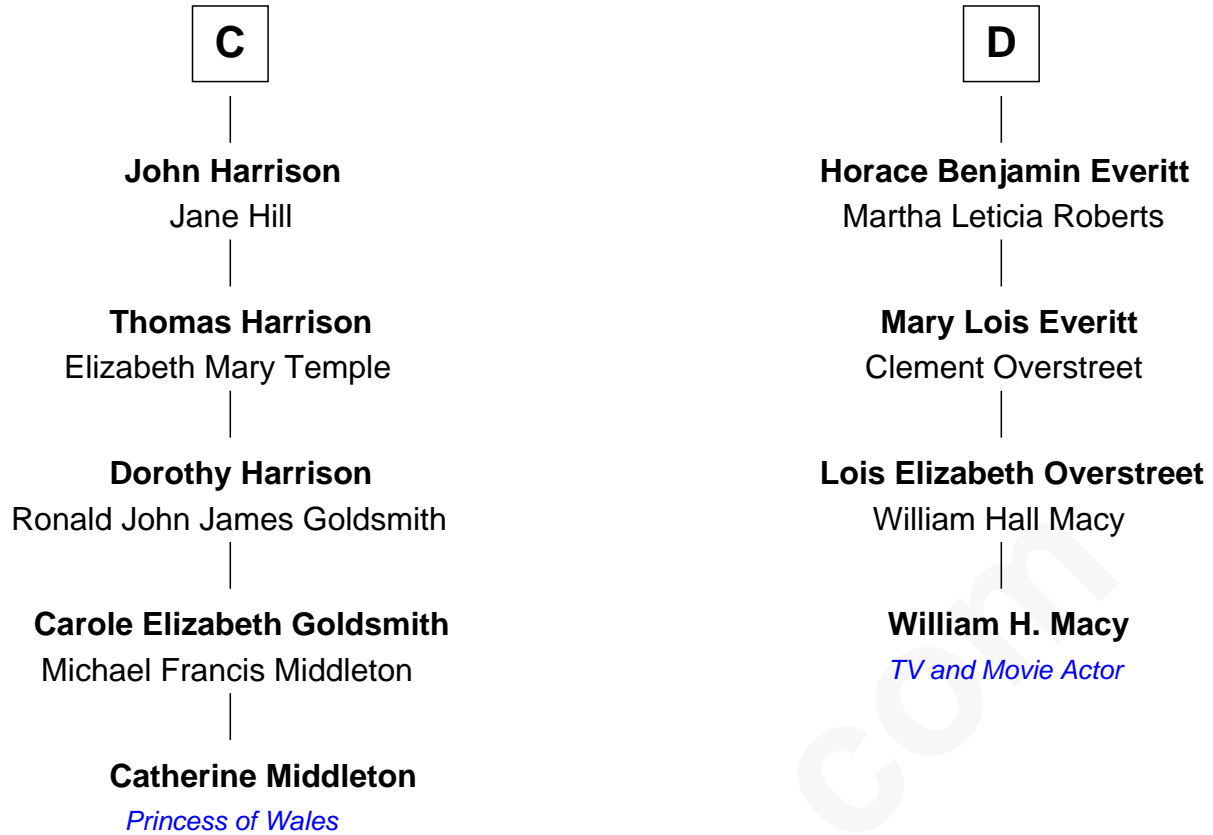 C
John Harrison
Jane Hill
Thomas Harrison
Elizabeth Mary Temple
Dorothy Harrison
Ronald John James Goldsmith
Carole Elizabeth Goldsmith
Michael Francis Middleton
Catherine Middleton
Princess of Wales
D
Horace Benjamin Everitt
Martha Leticia Roberts
Mary Lois Everitt
Clement Overstreet
Lois Elizabeth Overstreet
William Hall Macy
William H. Macy
TV and Movie Actor
com